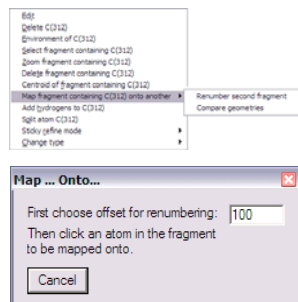 Edit
Delete C(312)
Environment of C(312)
Select fragment containing C(312)
Zoom fragment containing C(312)
Delete fragment containing C(312)
Centroid of fragment containing C(312)
Map fragment containing C(312) onto another
Renumber second fragment
Add hydrogens to C(312)
Compare geometries
Split atom C(312)
Sticky refine mode
Change type
Map ... Onto...
First choose offset for renumbering: 100
Then click an atom in the fragment
to be mapped onto.
Cancel